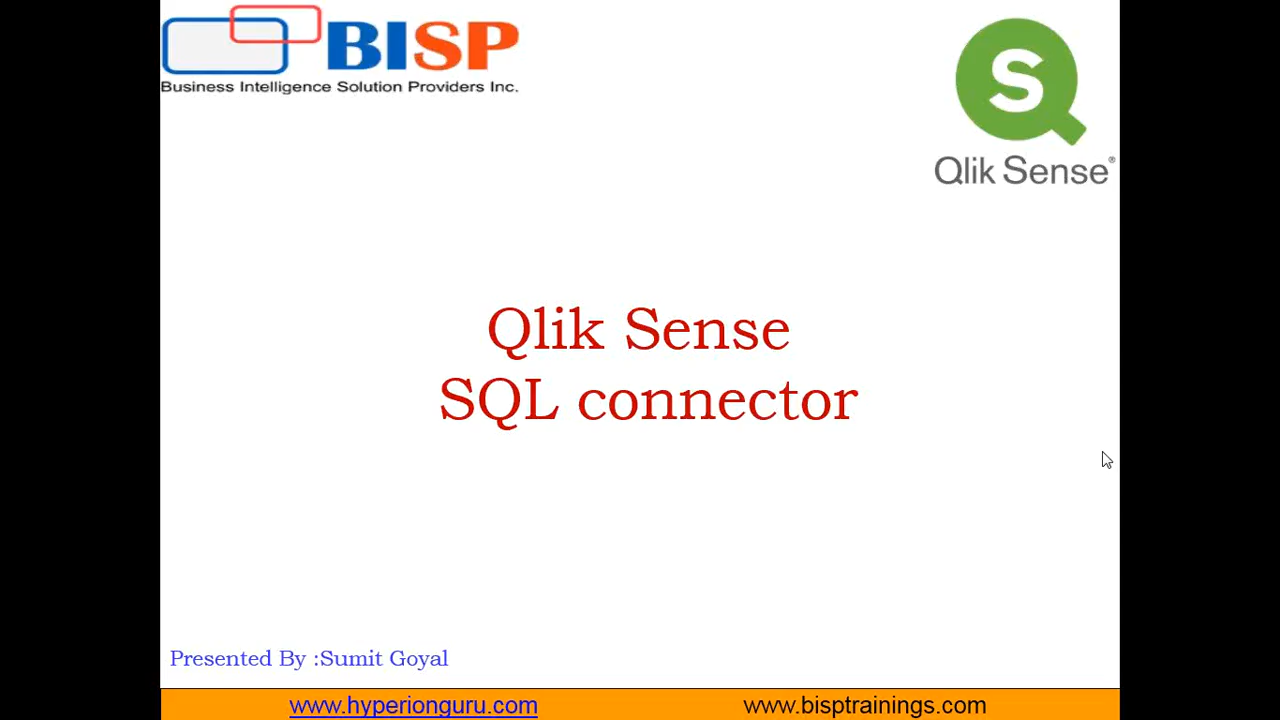 BISP
Business Intelligence Solution Providers Inc.
S
Qlik Sense®
Qlik Sense
SQL connector
Presented By :Sumit Goyal
www.hyperionguru.com www.bisptrainings.com